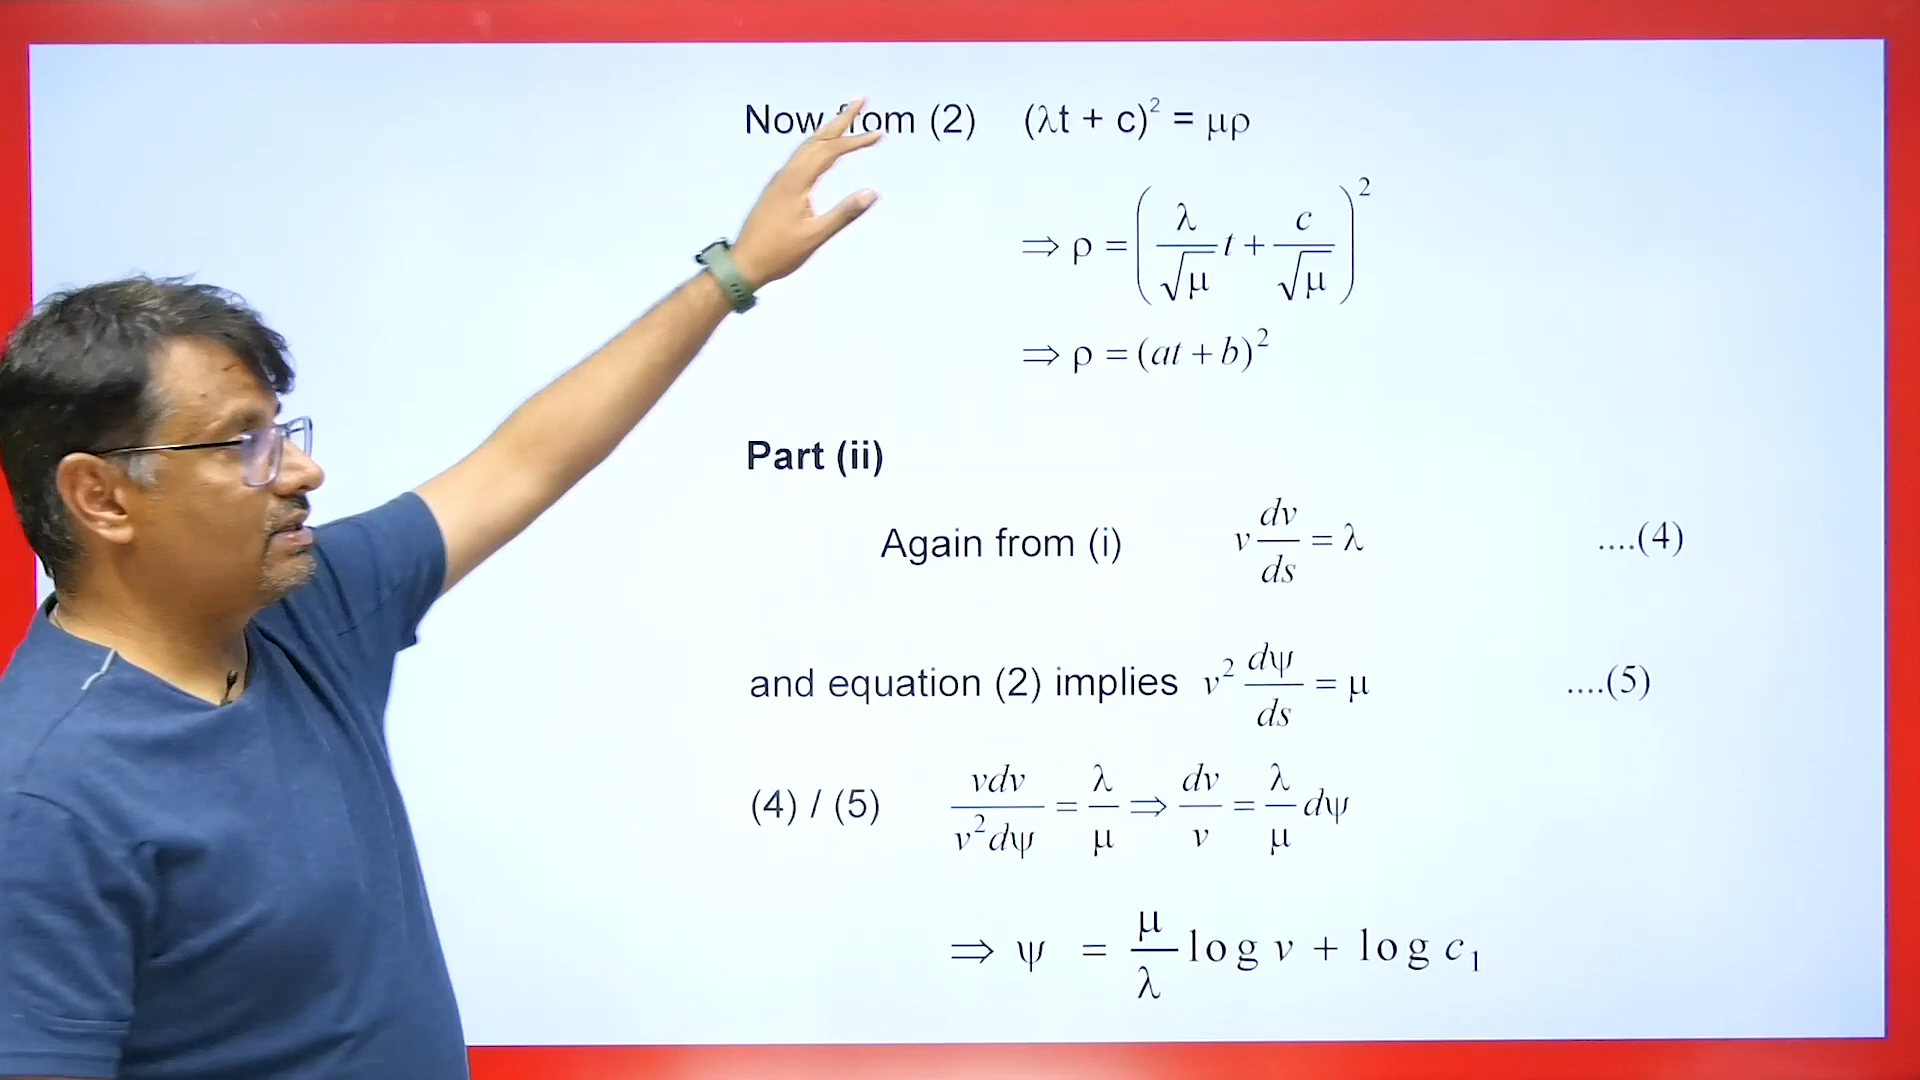 Now from (2) (λt + c)² = μρ
⇒ ρ = (λ/√μ t + c/√μ)²
⇒ ρ = (at + b)²
Part (ii)
Again from (i) v dv/ds = λ ....(4)
and equation (2) implies v² dψ/ds = μ ....(5)
(4) / (5) vdv/v²dψ = λ/μ ⇒ dv/v = λ/μ dψ
⇒ ψ = μ/λ log v + log c₁